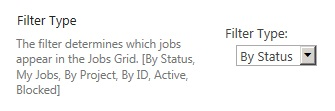 Filter Type
The filter determines which jobs
appear in the Jobs Grid. [By Status,
My Jobs, By Project, By ID, Active,
Blocked]
Filter Type:
By Status